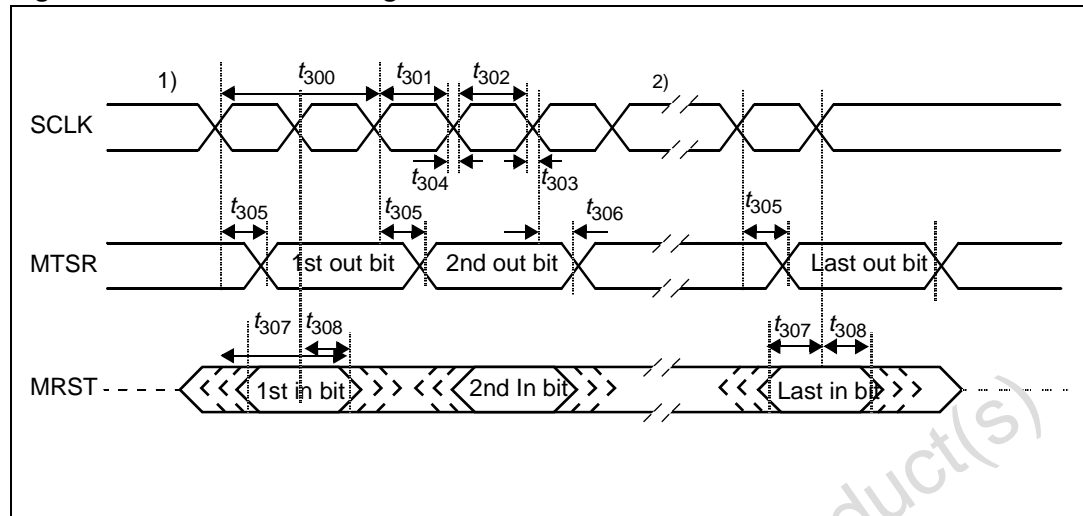 1)
t300
t301
t302
2)
SCLK
t304
t303
t305
t305
t306
t305
MTSR
1st out bit
2nd out bit
Last out bit
t307
t308
t307
t308
MRST
1st in bit
2nd In bit
Last in bit
duct(s)